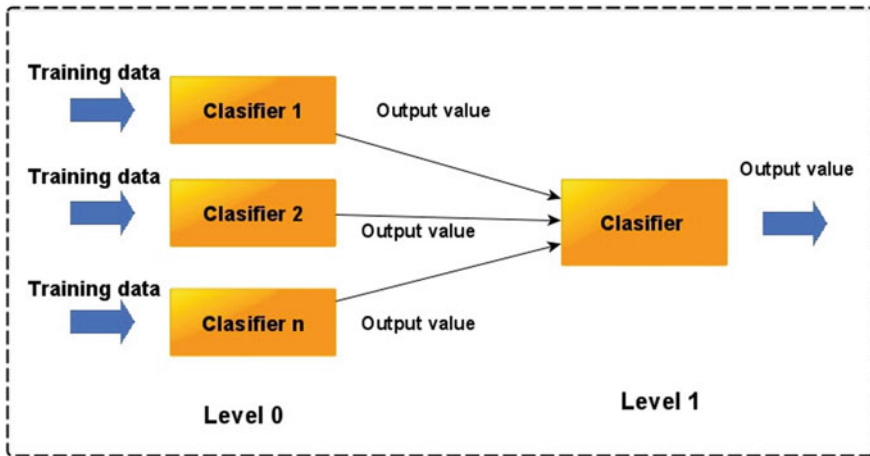 Training data
Clasifier 1
Output value
Training data
Clasifier 2
Output value
Training data
Clasifier n
Output value
Level 0
Clasifier
Output value
Level 1